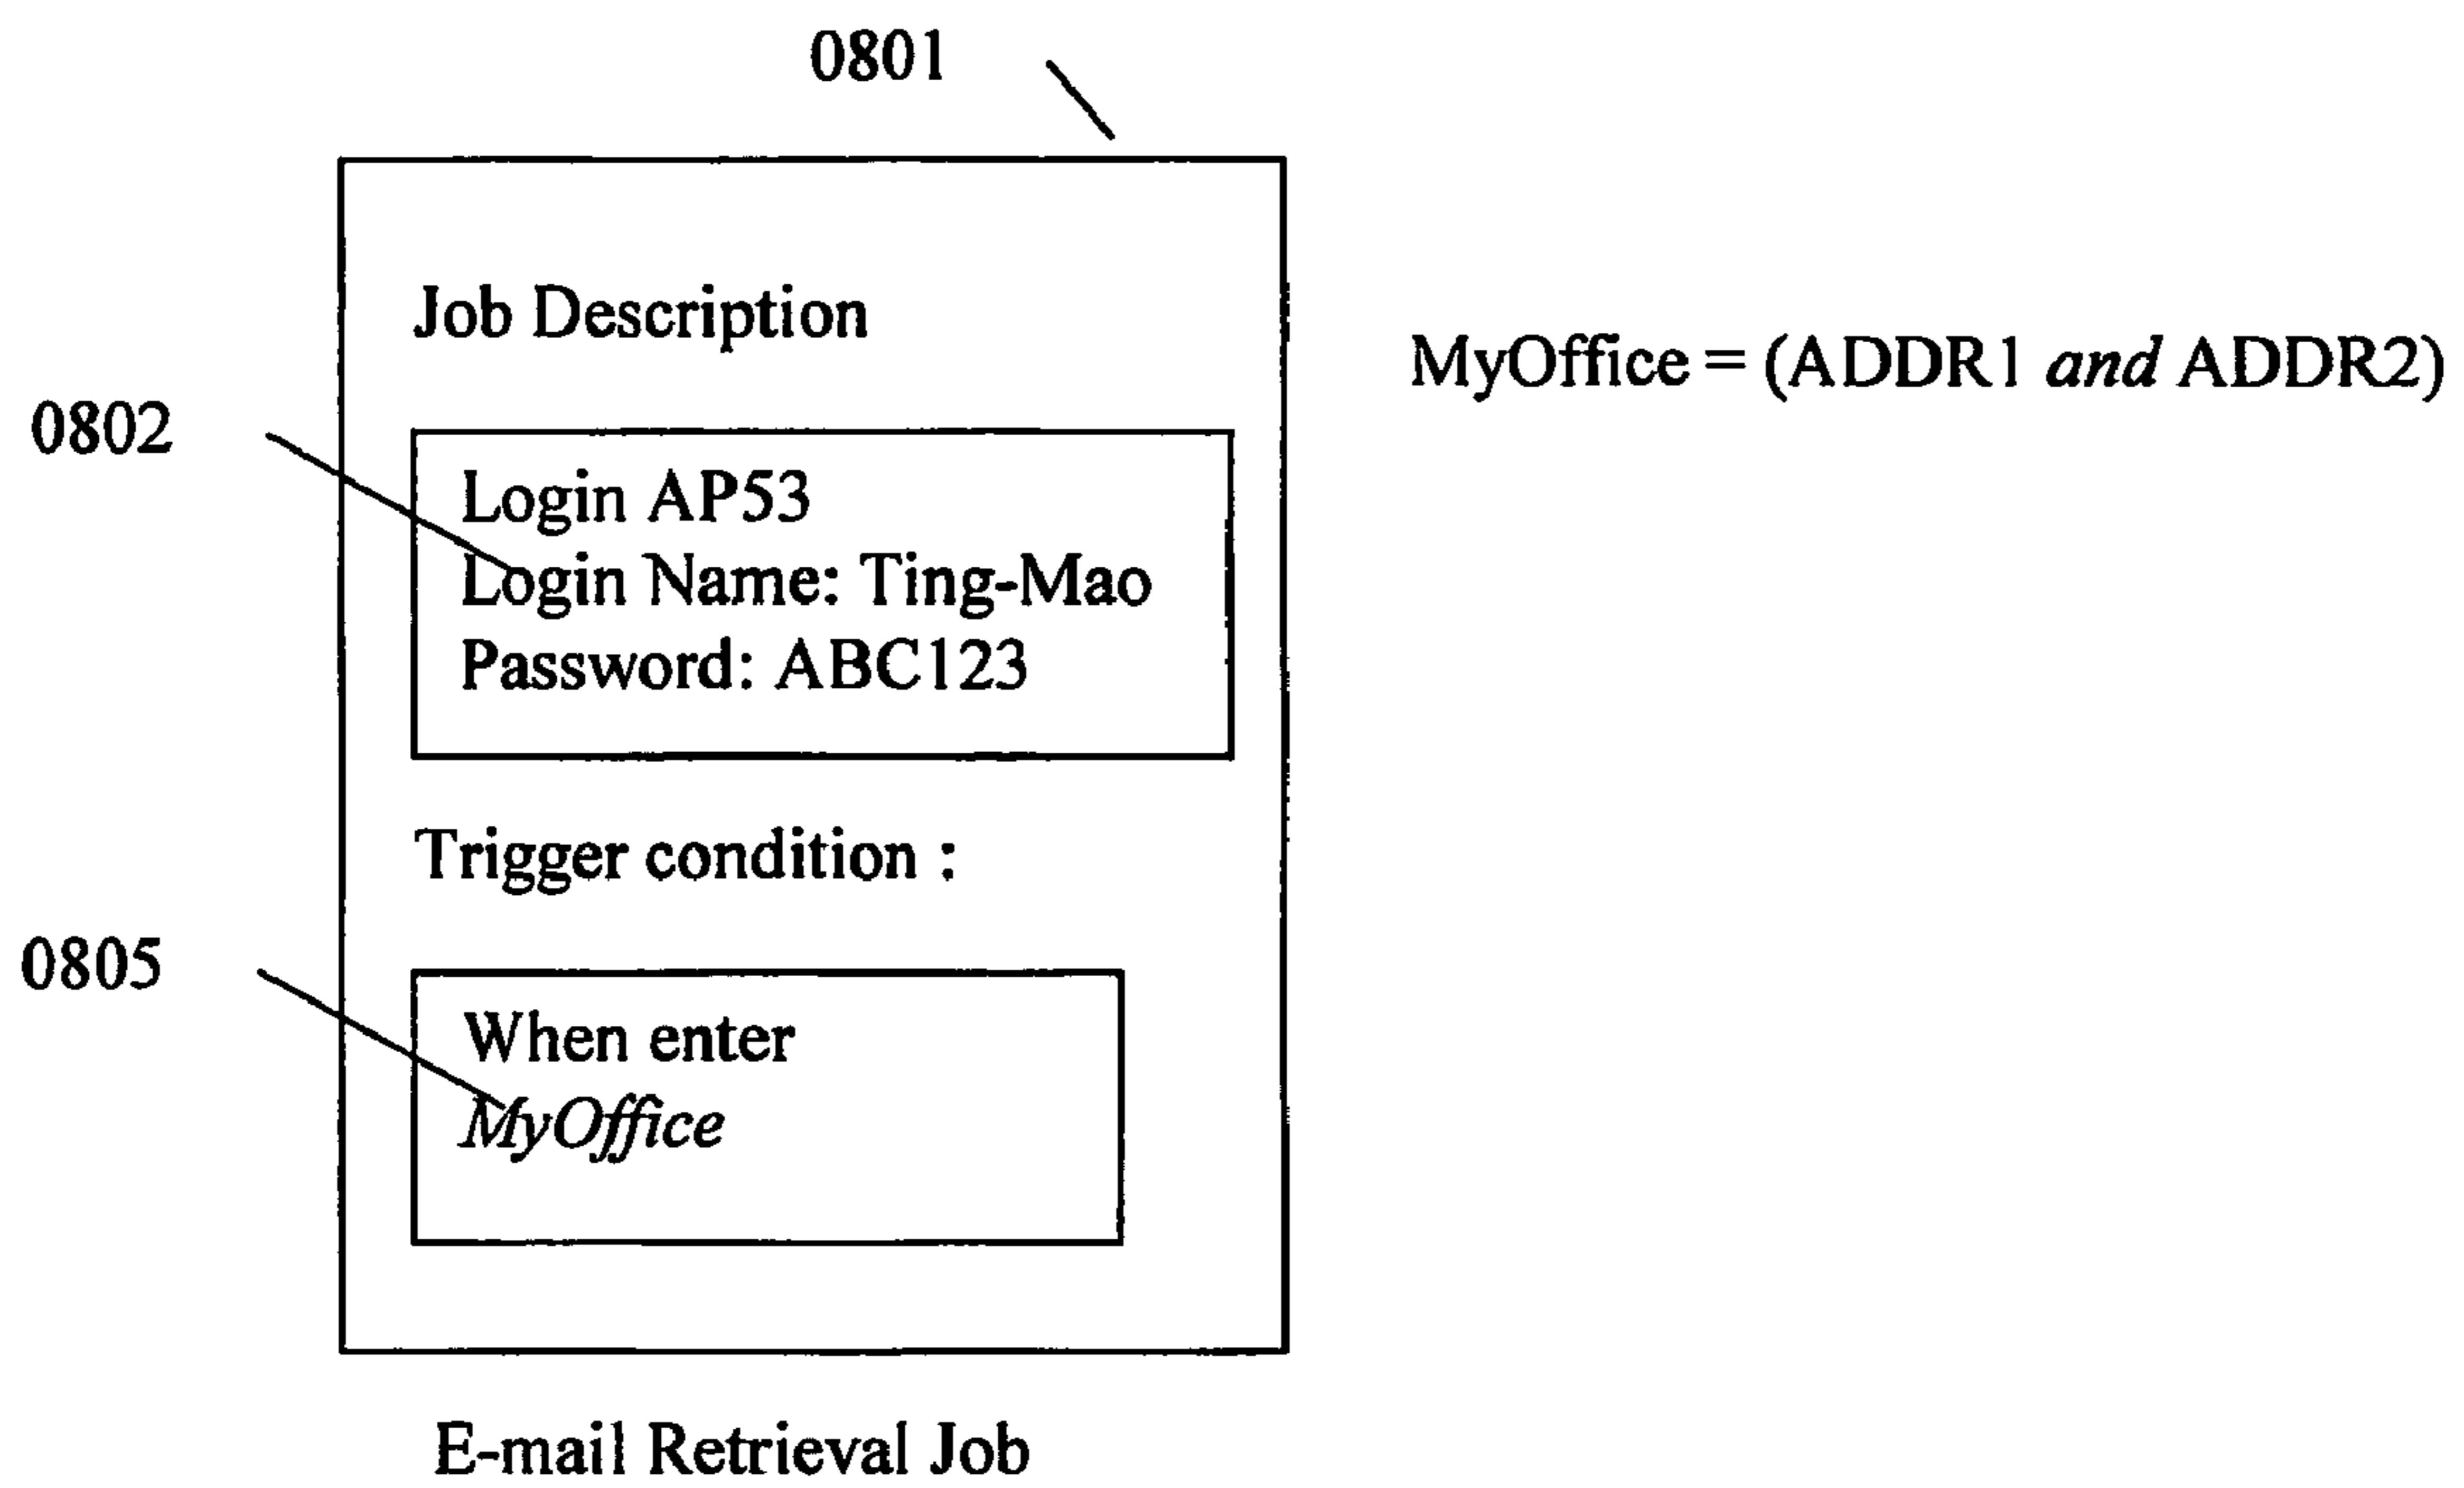 0801
Job Description
MyOffice = (ADDR1 and ADDR2)
0802
Login AP53
Login Name: Ting-Mao
Password: ABC123
Trigger condition :
0805
When enter
MyOffice
E-mail Retrieval Job